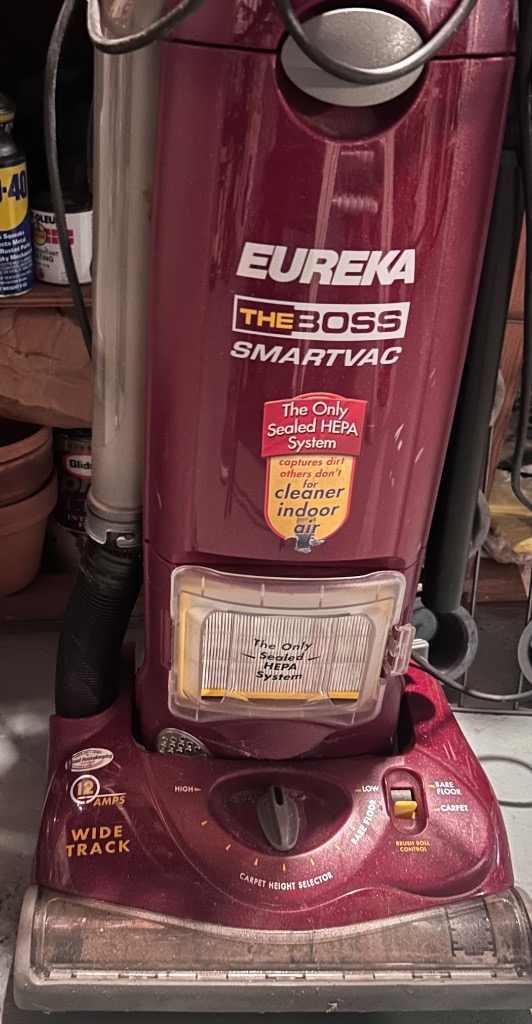 EUREKA
THE BOSS
SMARTVAC
The Only
Sealed HEPA
System
captures dirt
others don't
for
cleaner
indoor
air
The Only
Sealed
HEPA
System
12
AMPS
WIDE
TRACK
HIGH
LOW
BARE FLOOR
CARPET HEIGHT SELECTOR
BARE
FLOOR
CARPET
BRUSH ROLL
CONTROL
-40
Glid